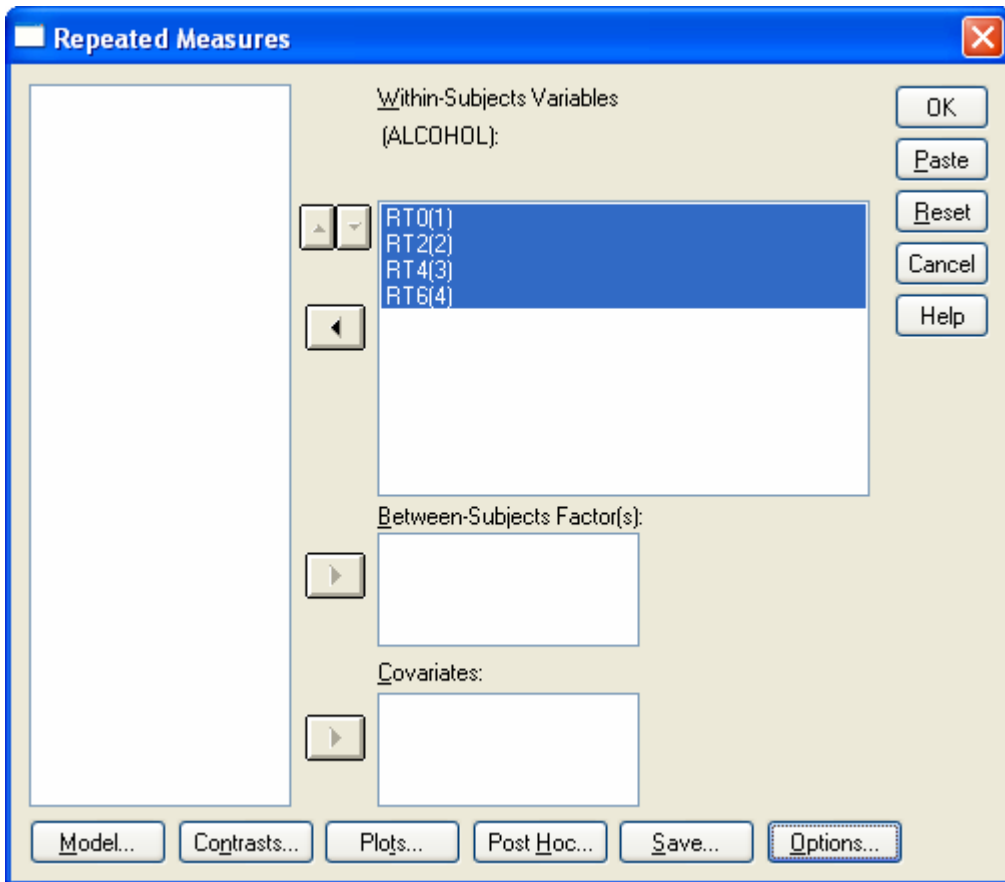 Repeated Measures
Within-Subjects Variables
(ALCOHOL):
OK
Paste
Reset
Cancel
Help
RT0(1)
RT2(2)
RT4(3)
RT6(4)
Between-Subjects Factor(s):
Covariates:
Model... Contrasts... Plots... Post Hoc... Save... Options...